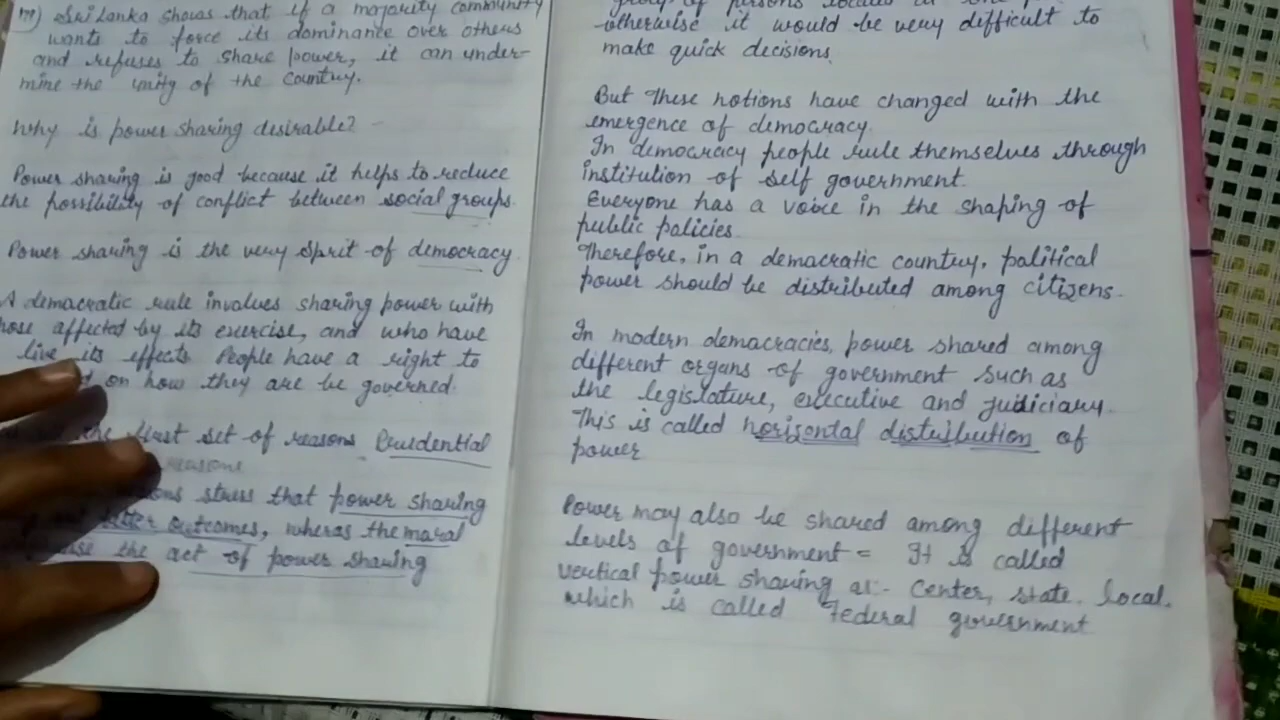 Sri Lanka shows that if a majority community
wants to force its dominance over others
and refuses to share power, it can under-
mine the unity of the country.
Why is power sharing desirable?
Power sharing is good because it helps to reduce
the possibility of conflict between social groups.
Power sharing is the very sprit of democracy
A demacratic rule involves sharing power with
those affected by its exercise, and who have
live its effects. People have a right to
on how they are be governed.
the first set of reasons Prudential
reasons
stress that power sharing
better outcomes, wheras the maral
the act of power sharing
otherwise it would be very difficult to
make quick decisions.
But These notions have changed with the
emergence of democracy.
In democracy people rule themselves through
institution of self government.
Everyone has a voice in the shaping of
public policies.
Therefore, in a demacratic country, political
power should be distributed among citizens.
In modern demacracies, power shared among
different organs of government such as
the legislature, executive and judiciary.
This is called horizontal distribution of
power
Power may also be shared among different
levels of government = It is called
vertical power sharing as:- Center, state. local.
which is called Federal government